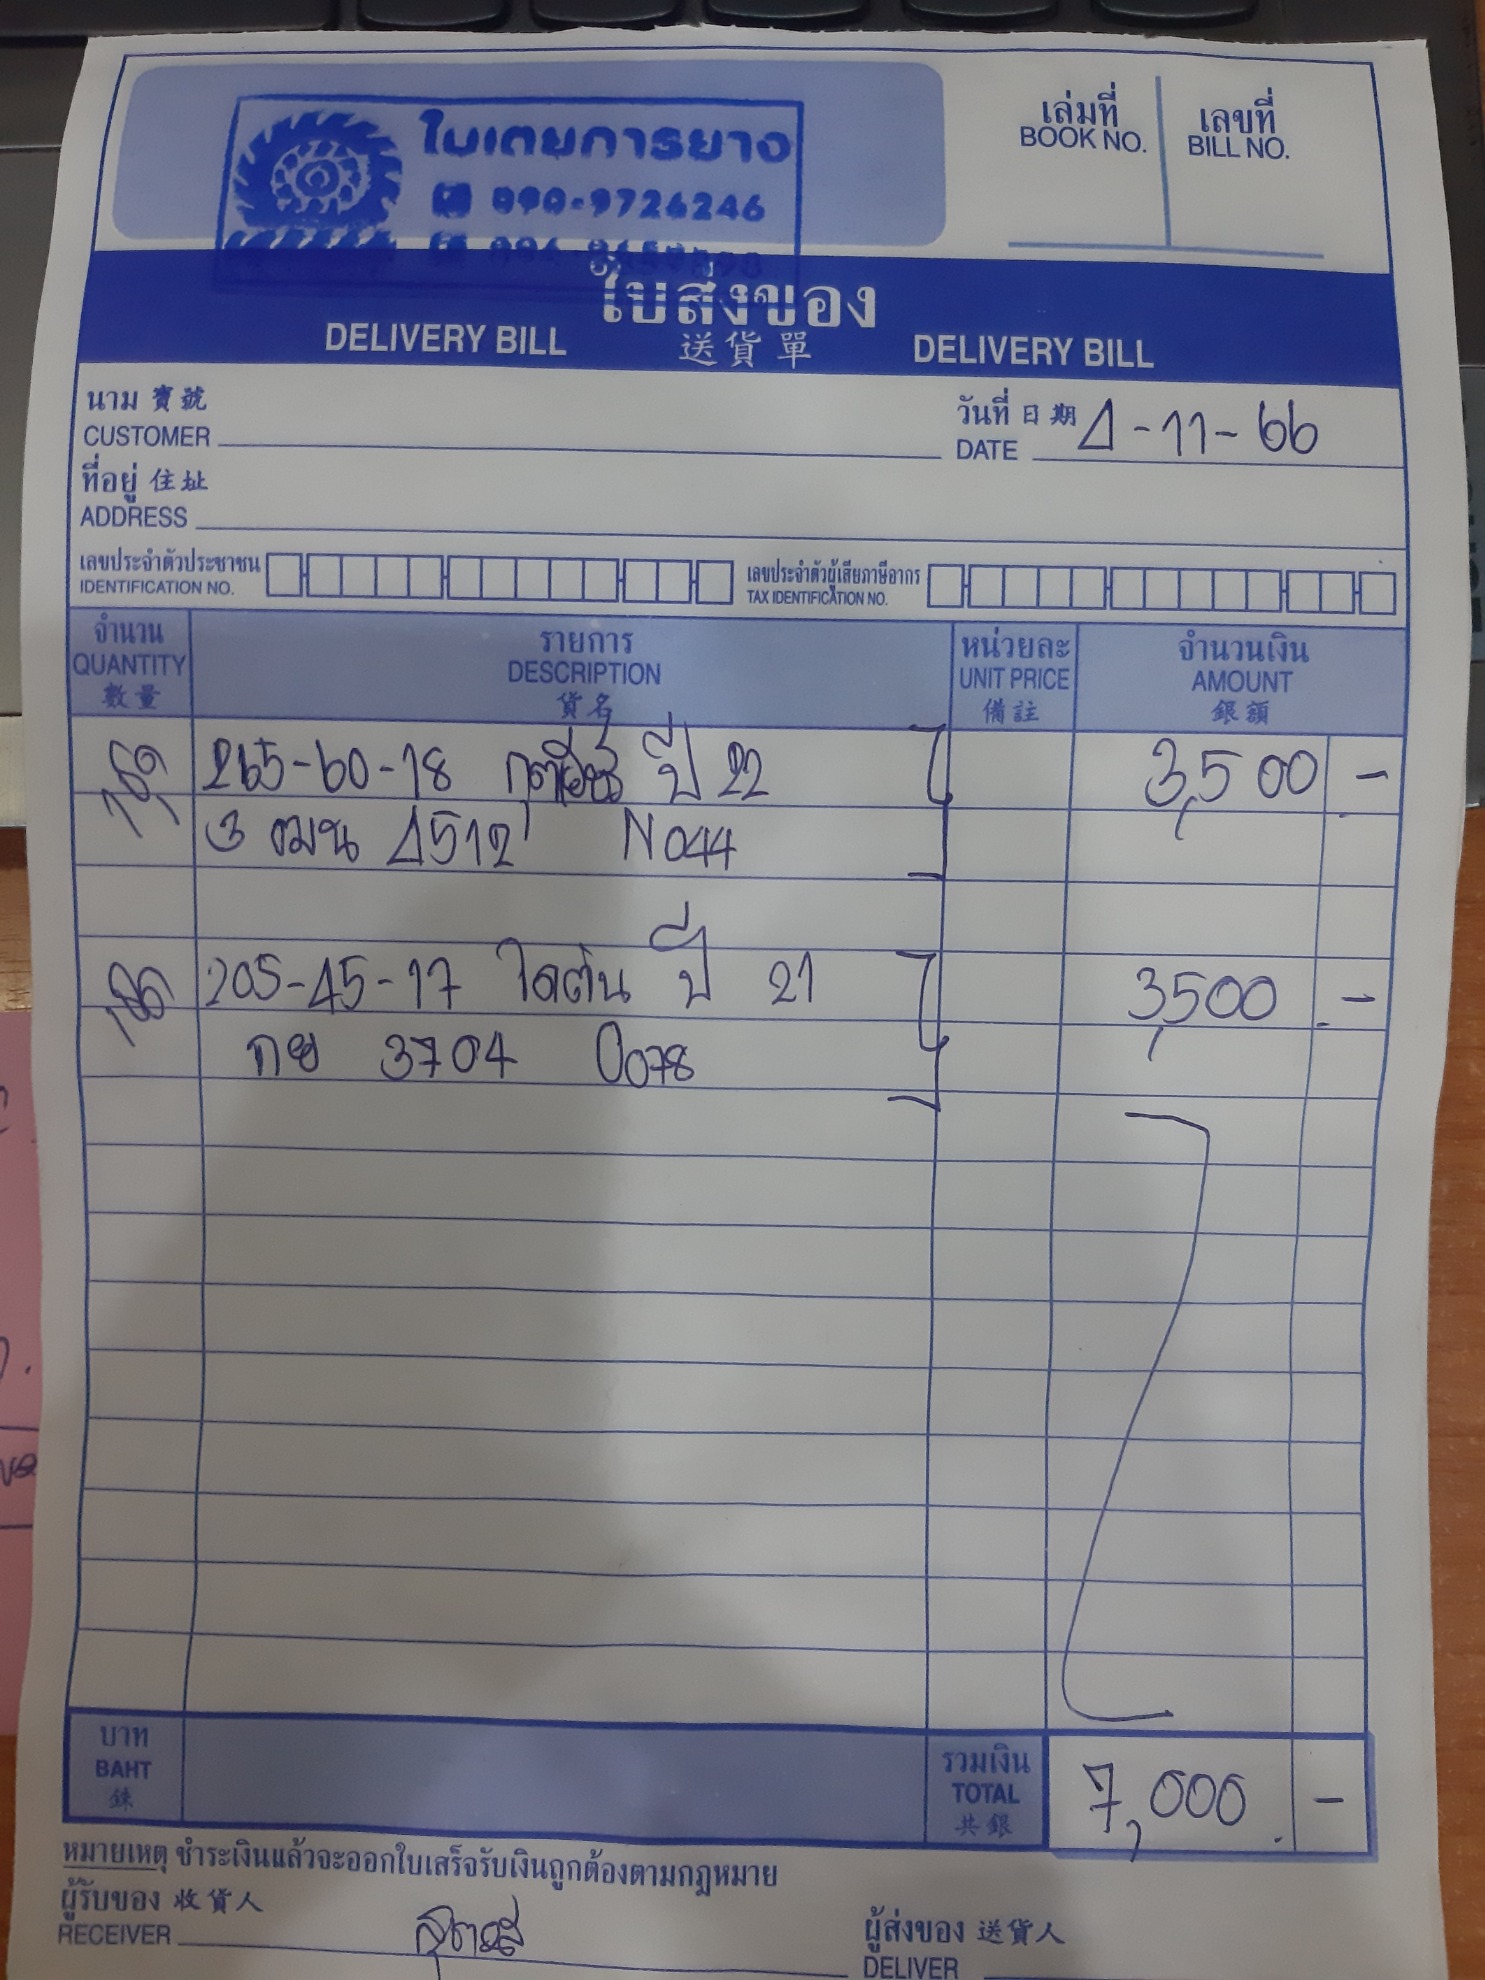 ใบเตยการยาง
090-9726246
เล่มที่
BOOK NO.
เลขที่
BILL NO.
ใบส่งของ
DELIVERY BILL 送貨單 DELIVERY BILL
นาม 寶號
CUSTOMER
วันที่ 日期 4-11-66
DATE
ที่อยู่ 住址
ADDRESS
เลขประจำตัวประชาชน
IDENTIFICATION NO.
เลขประจำตัวผู้เสียภาษีอากร
TAX IDENTIFICATION NO.
จำนวน รายการ หน่วยละ จำนวนเงิน
QUANTITY DESCRIPTION UNIT PRICE AMOUNT
數量 貨名 備註 銀額
265-60-18 ปี 22 3,500 -
3 ฒฆ 4512 N044
205-45-17 ปี 21 3,500 -
3704 0078
บาท
BAHT
銖
รวมเงิน
TOTAL
共銀
7,000 -
หมายเหตุ ชำระเงินแล้วจะออกใบเสร็จรับเงินถูกต้องตามกฎหมาย
ผู้รับของ 收貨人
RECEIVER
ผู้ส่งของ 送貨人
DELIVER